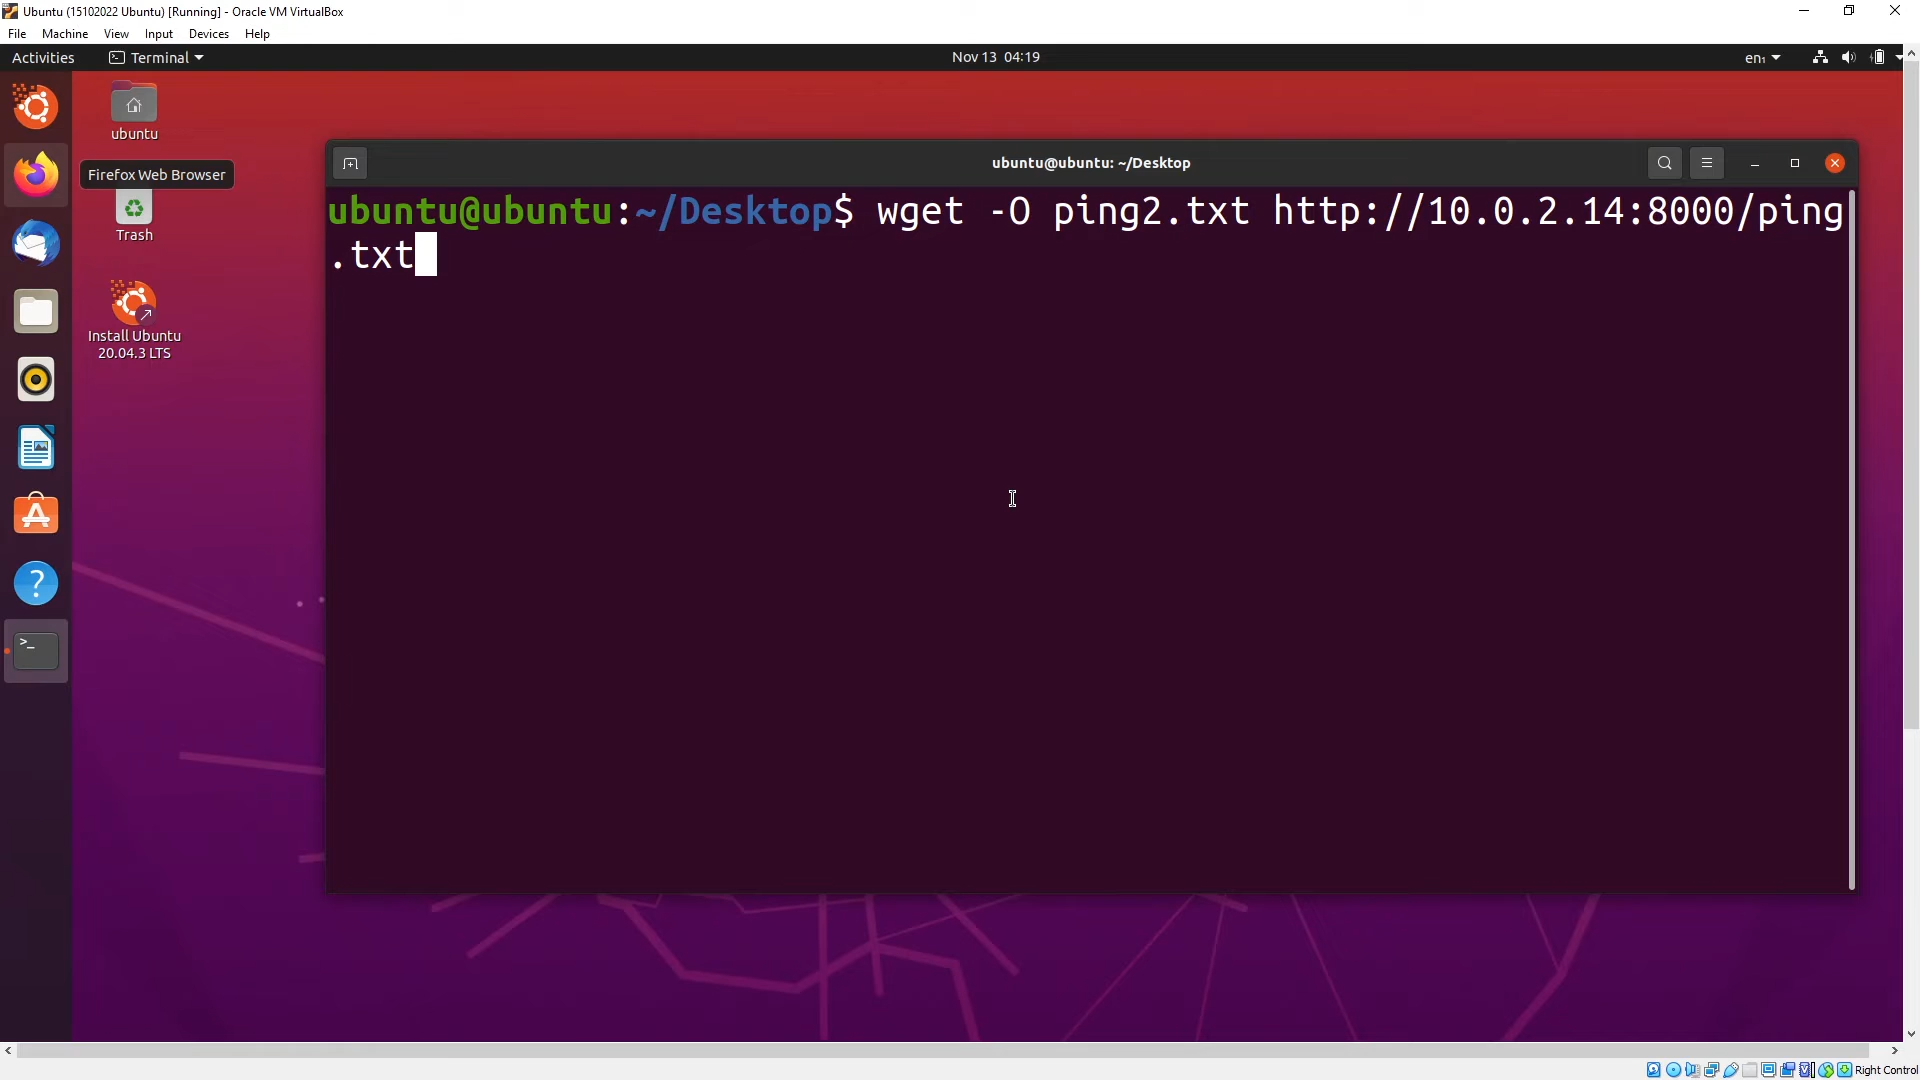 Ubuntu (15102022 Ubuntu) [Running] - Oracle VM VirtualBox
File Machine View Input Devices Help
Activities Terminal Nov 13 04:19 en₁
ubuntu
Firefox Web Browser
Trash
Install Ubuntu
20.04.3 LTS
ubuntu@ubuntu: ~/Desktop
ubuntu@ubuntu:~/Desktop$ wget -O ping2.txt http://10.0.2.14:8000/ping
.txt
Right Control